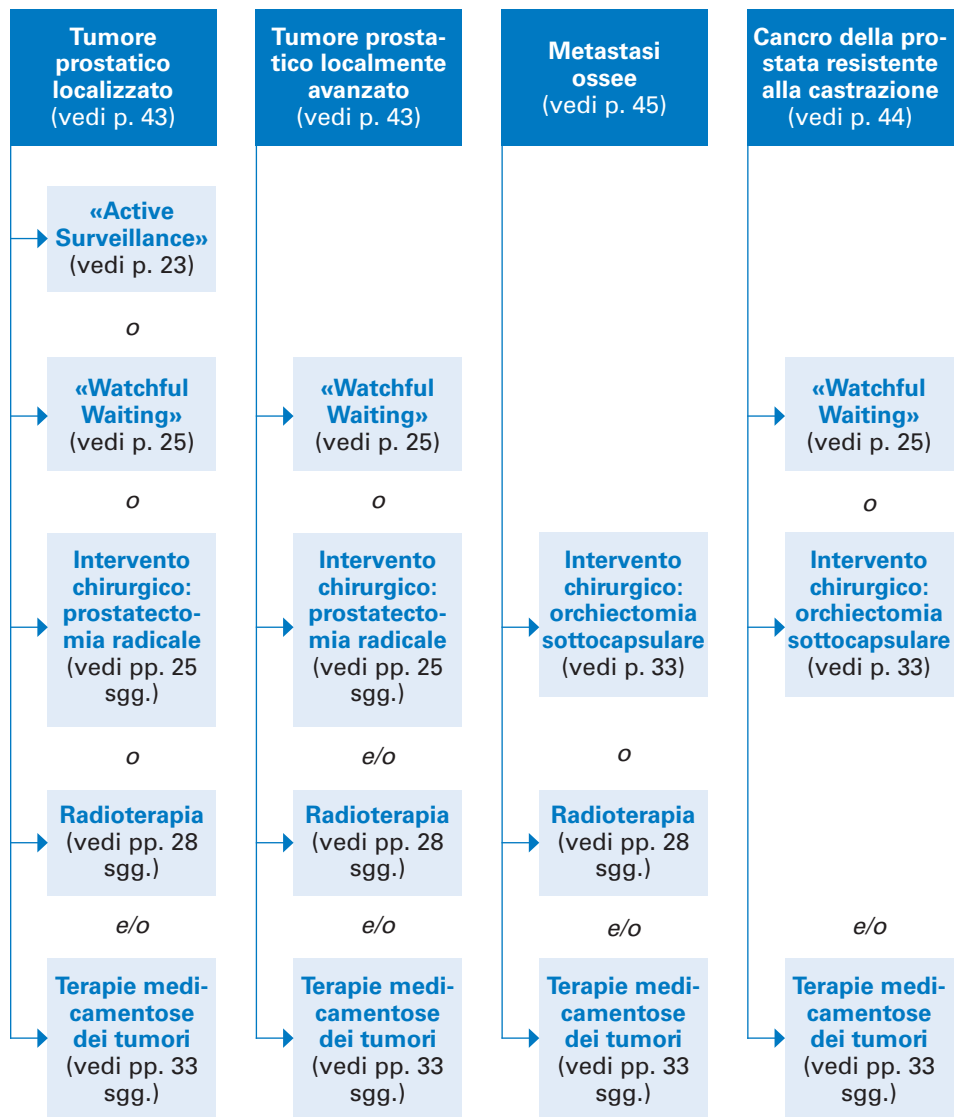 Tumore
prostatico
localizzato
(vedi p. 43)
Tumore prosta-
tico localmente
avanzato
(vedi p. 43)
Metastasi
ossee
(vedi p. 45)
Cancro della pro-
stata resistente
alla castrazione
(vedi p. 44)
«Active
Surveillance»
(vedi p. 23)
o
«Watchful
Waiting»
(vedi p. 25)
«Watchful
Waiting»
(vedi p. 25)
«Watchful
Waiting»
(vedi p. 25)
o
o
o
Intervento
chirurgico:
prostatecto-
mia radicale
(vedi pp. 25
sgg.)
Intervento
chirurgico:
prostatecto-
mia radicale
(vedi pp. 25
sgg.)
Intervento
chirurgico:
orchiectomia
sottocapsulare
(vedi p. 33)
Intervento
chirurgico:
orchiectomia
sottocapsulare
(vedi p. 33)
o
e/o
o
Radioterapia
(vedi pp. 28
sgg.)
Radioterapia
(vedi pp. 28
sgg.)
Radioterapia
(vedi pp. 28
sgg.)
e/o
e/o
e/o
e/o
Terapie medi-
camentose
dei tumori
(vedi pp. 33
sgg.)
Terapie medi-
camentose
dei tumori
(vedi pp. 33
sgg.)
Terapie medi-
camentose
dei tumori
(vedi pp. 33
sgg.)
Terapie medi-
camentose
dei tumori
(vedi pp. 33
sgg.)